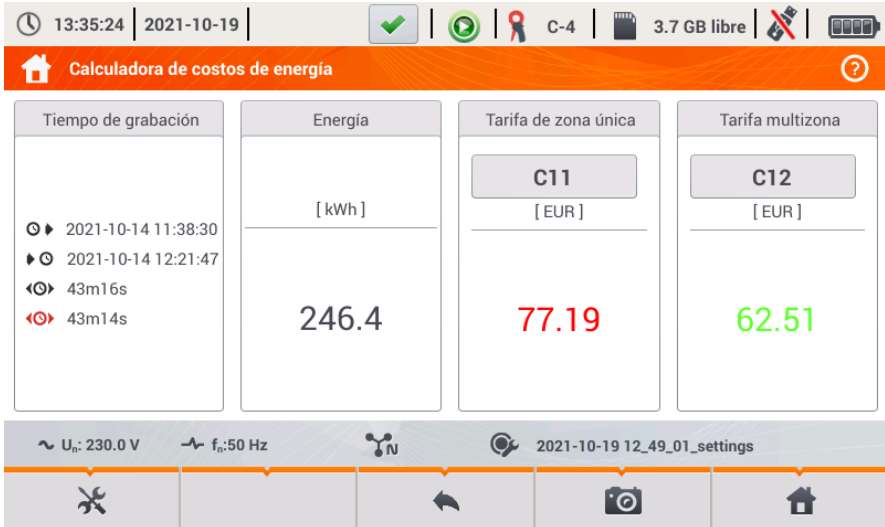 13:35:24 2021-10-19 C-4 3.7 GB libre
Calculadora de costos de energía ?
Tiempo de grabación
2021-10-14 11:38:30
2021-10-14 12:21:47
43m16s
43m14s
Energía
[ kWh ]
246.4
Tarifa de zona única
C11
[ EUR ]
77.19
Tarifa multizona
C12
[ EUR ]
62.51
Un: 230.0 V fn:50 Hz N 2021-10-19 12_49_01_settings